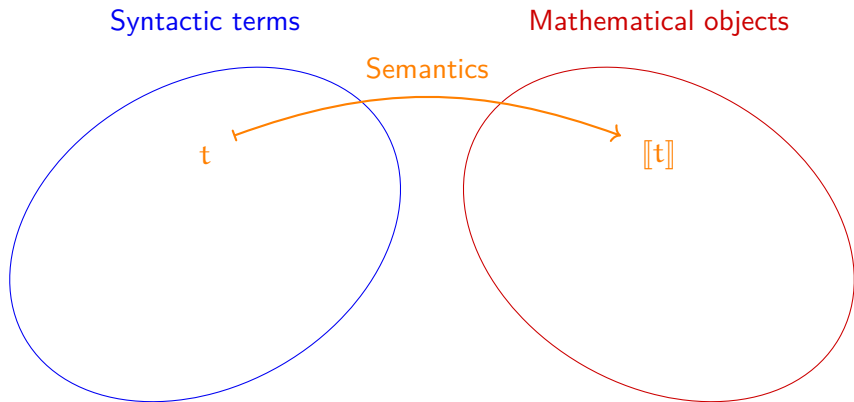 Syntactic terms
Mathematical objects
Semantics
t
⟦t⟧